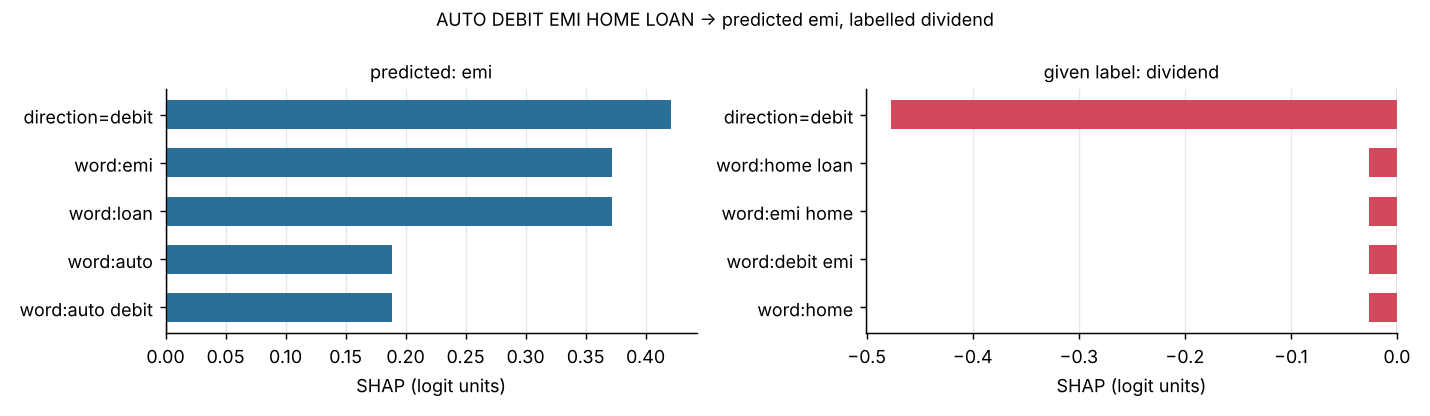 AUTO DEBIT EMI HOME LOAN → predicted emi, labelled dividend
predicted: emi
direction=debit
word:emi
word:loan
word:auto
word:auto debit
0.00 0.05 0.10 0.15 0.20 0.25 0.30 0.35 0.40
SHAP (logit units)
given label: dividend
direction=debit
word:home loan
word:emi home
word:debit emi
word:home
−0.5 −0.4 −0.3 −0.2 −0.1 0.0
SHAP (logit units)